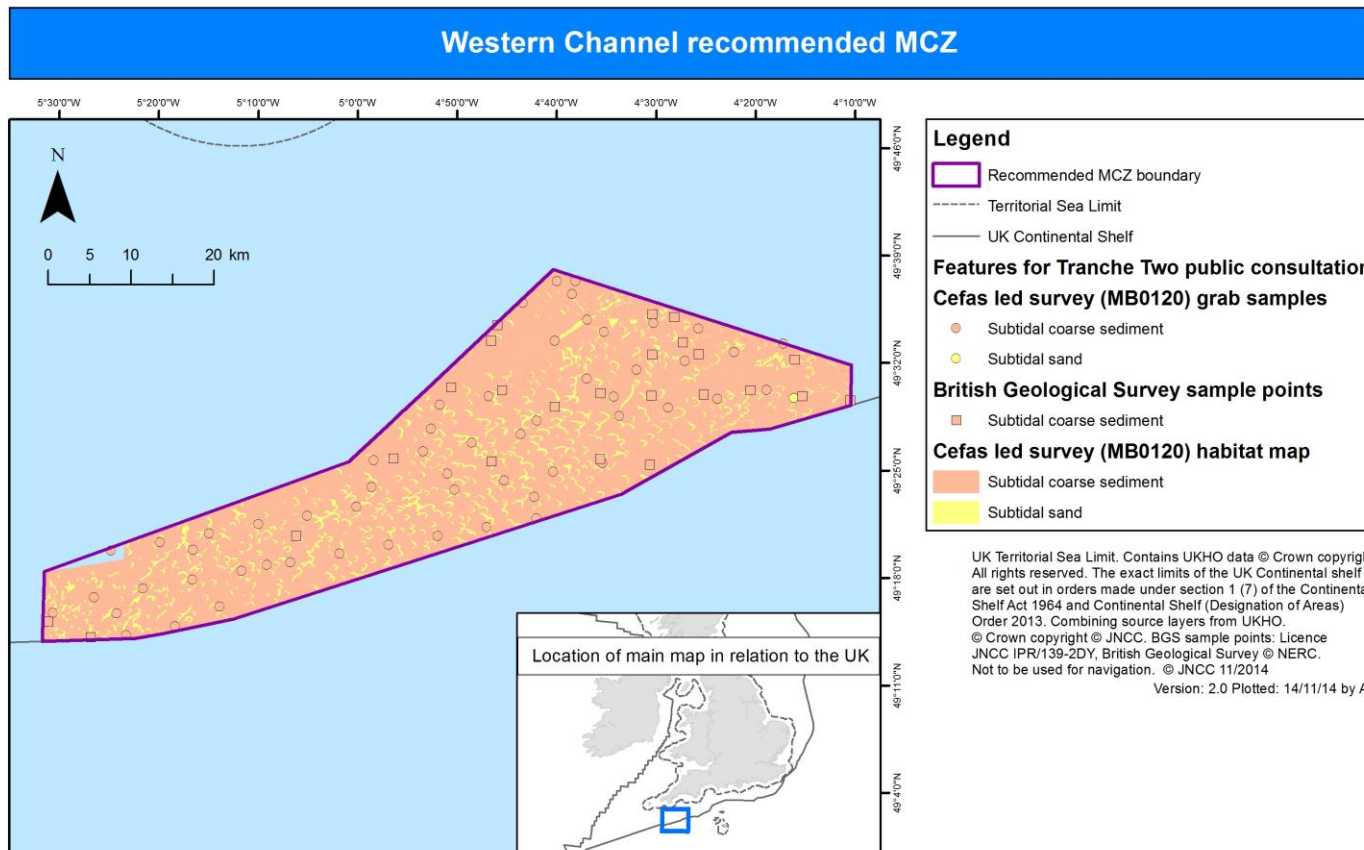 Western Channel recommended MCZ
5°30'0"W 5°20'0"W 5°10'0"W 5°0'0"W 4°50'0"W 4°40'0"W 4°30'0"W 4°20'0"W 4°10'0"W
N
0 5 10 20 km
49°46'0"N
49°39'0"N
49°32'0"N
49°25'0"N
49°18'0"N
49°11'0"N
49°4'0"N
Location of main map in relation to the UK
Legend
Recommended MCZ boundary
Territorial Sea Limit
UK Continental Shelf
Features for Tranche Two public consultation
Cefas led survey (MB0120) grab samples
Subtidal coarse sediment
Subtidal sand
British Geological Survey sample points
Subtidal coarse sediment
Cefas led survey (MB0120) habitat map
Subtidal coarse sediment
Subtidal sand
UK Territorial Sea Limit. Contains UKHO data © Crown copyrigh
All rights reserved. The exact limits of the UK Continental shelf
are set out in orders made under section 1 (7) of the Continenta
Shelf Act 1964 and Continental Shelf (Designation of Areas)
Order 2013. Combining source layers from UKHO.
© Crown copyright © JNCC. BGS sample points: Licence
JNCC IPR/139-2DY, British Geological Survey © NERC.
Not to be used for navigation. © JNCC 11/2014
Version: 2.0 Plotted: 14/11/14 by A